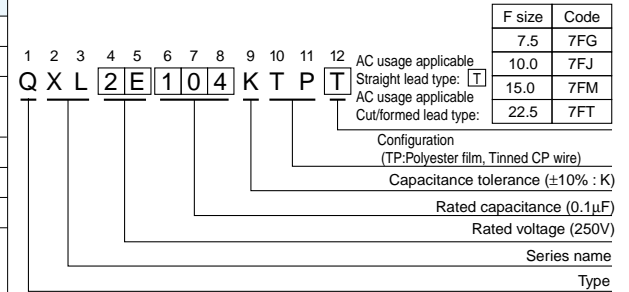 F size Code
7.5 7FG
10.0 7FJ
15.0 7FM
22.5 7FT
1 2 3 4 5 6 7 8 9 10 11 12
Q X L 2 E 1 0 4 K T P T
AC usage applicable
Straight lead type: T
AC usage applicable
Cut/formed lead type:
Configuration
(TP:Polyester film, Tinned CP wire)
Capacitance tolerance (±10% : K)
Rated capacitance (0.1μF)
Rated voltage (250V)
Series name
Type